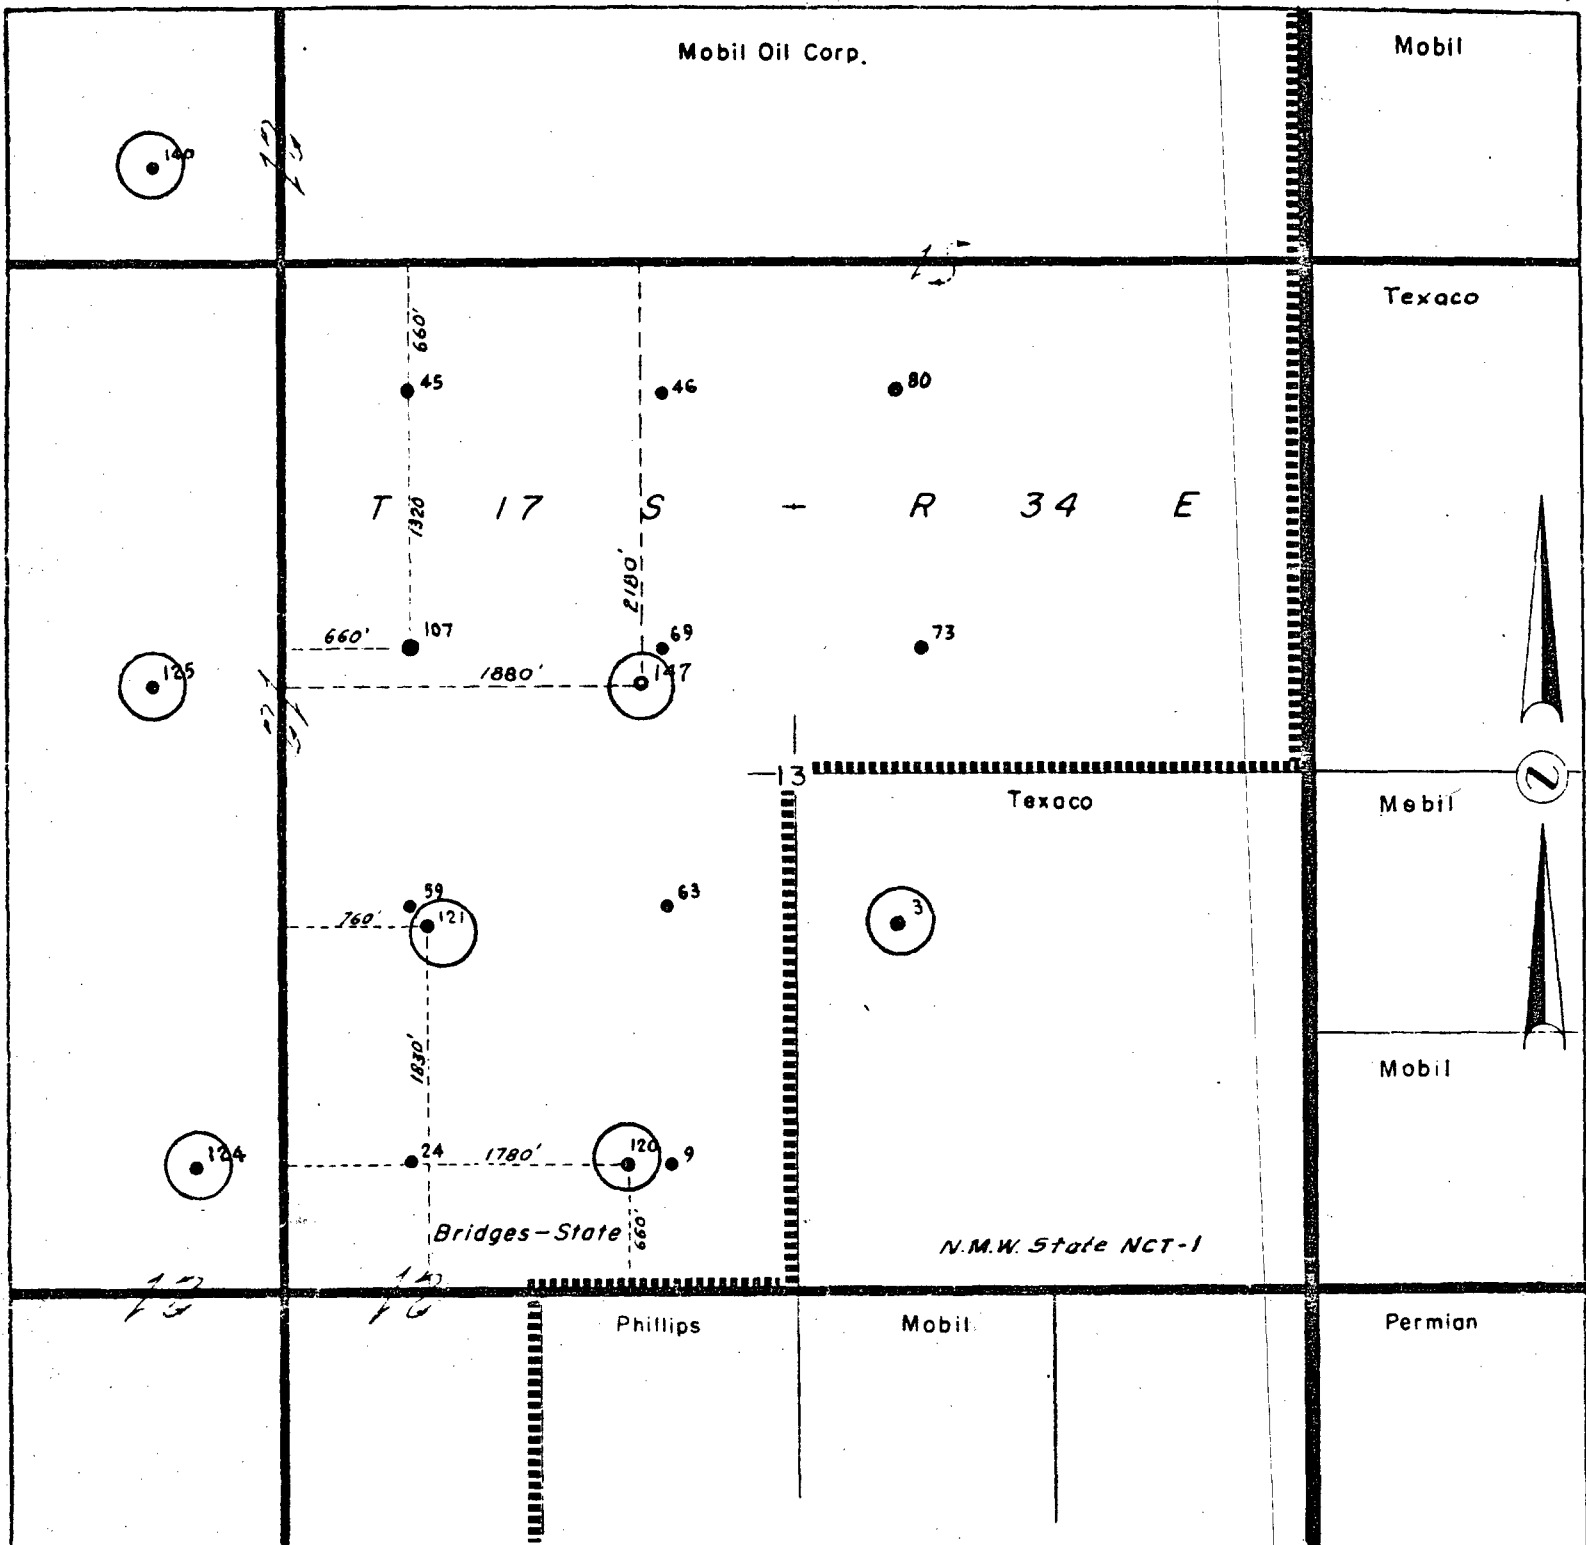 Mobil Oil Corp.
Mobil
140
Texaco
660'
45
46
80
T 17 S - R 34 E
1320
2180'
660'
107
69
73
125
1880'
147
13
Texaco
Mobil
59
63
760'
121
3
1830'
Mobil
124
24
1780'
120
9
Bridges-State
660'
N.M.W. State NCT-1
Phillips
Mobil
Permian